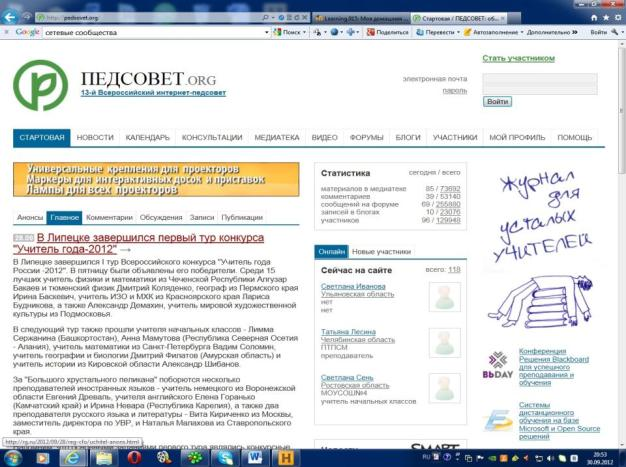 http://pedsovet.org
Learning.RLS: Моя домашняя ...
Стартовая / ПЕДСОВЕТ: об...
Google
сетевые сообщества
Поиск
Поделиться
Перевести
Автозаполнение
Дополнительно »
Войти
ПЕДСОВЕТ.ORG
13-й Всероссийский интернет-педсовет
Стать участником
электронная почта
пароль
Войти
СТАРТОВАЯ НОВОСТИ КАЛЕНДАРЬ КОНСУЛЬТАЦИИ МЕДИАТЕКА ВИДЕО ФОРУМЫ БЛОГИ УЧАСТНИКИ МОЙ ПРОФИЛЬ ПОМОЩЬ
Универсальные крепления для проекторов
Маркеры для интерактивных досок и приставок
Лампы для всех проекторов
Анонсы Главное Комментарии Обсуждения Записи Публикации
28.09 В Липецке завершился первый тур конкурса
"Учитель года-2012" →
В Липецке завершился I тур Всероссийского конкурса "Учитель года
России -2012". В пятницу были объявлены его победители. Среди 15
лучших учитель физики и математики из Чеченской Республики Алгузар
Бакаев и тюменский физик Дмитрий Коляденко, географ из Пермского края
Ирина Баскевич, учитель ИЗО и МХК из Красноярского края Лариса
Будникова, а также Александр Демахин, учитель мировой художественной
культуры из Подмосковья.
В следующий тур также прошли учителя начальных классов - Лимма
Сержанина (Башкортостан), Анна Мамутова (Республика Северная Осетия
- Алания), учитель математики из Санкт-Петербурга Вадим Соломин,
учитель географии и биологии Дмитрий Филатов (Амурская область) и
учитель истории из Кировской области Александр Шибанов.
За "Большого хрустального пеликана" поборются несколько
преподавателей иностранных языков - учитель немецкого из Воронежской
области Евгений Древаль, учителя английского Елена Горанько
(Камчатский край) и Ирина Невара (Республика Карелия), а также два
преподавателя русского языка и литературы - Вита Кириченко из Москвы,
заместитель директора по УВР, и Наталья Малахова из Ставропольского
края.
http://rg.ru/2012/09/28/reg-cfo/uchitel-anons.html
Статистика сегодня / всего
материалов в медиатеке 85 / 73692
комментариев 39 / 53140
сообщений на форуме 69 / 255880
записей в блогах 10 / 23076
участников 96 / 129948
Онлайн Новые участники
Сейчас на сайте всего: 118
Светлана Иванова
Ульяновская область
нет
нет
Татьяна Лесина
Челябинская область
ПТПСМ
преподаватель
Светлана Сень
Ростовская область
МОУСОШ№4
учитель начальных классов
Новости
SMART
ЖУРНАЛ
ДЛЯ
УСТАЛЫХ
УЧИТЕЛЕЙ
BbDAY
Конференция
Решения Blackboard
для успешного
преподавания и
обучения
Системы
дистанционного
обучения на базе
Microsoft и Open Source
решений
RU
20:53
30.09.2012